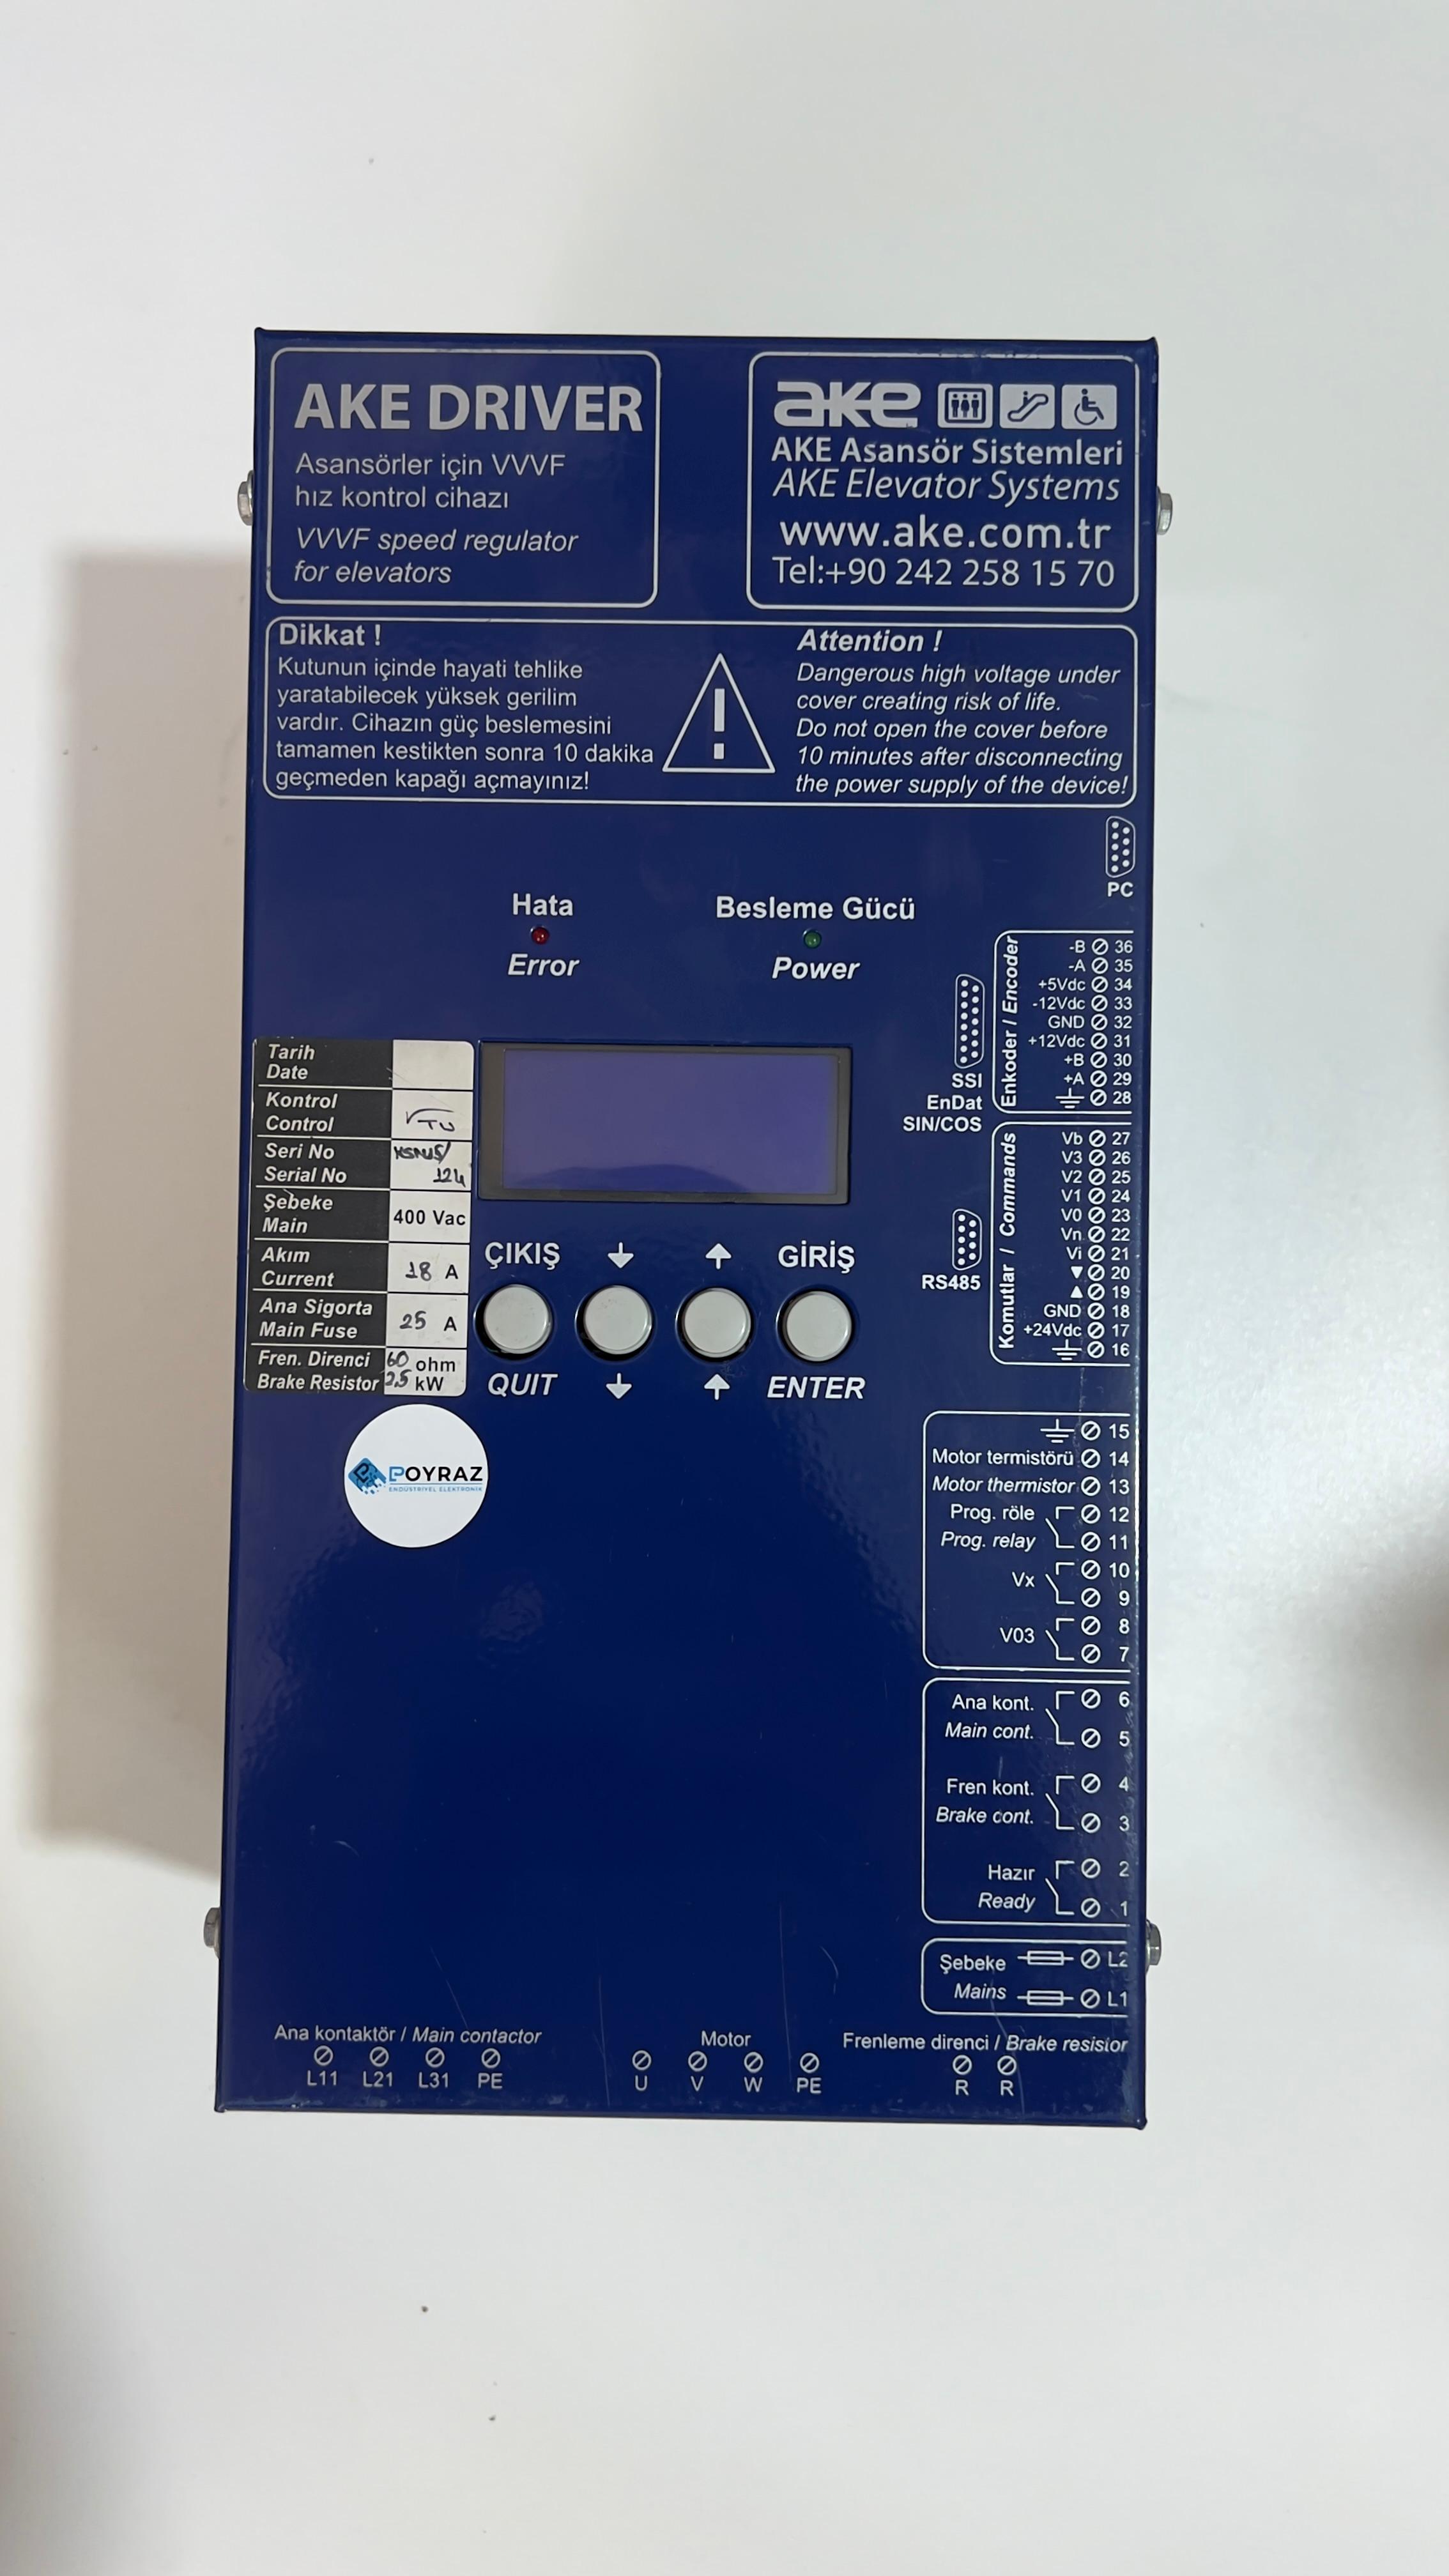 AKE DRIVER
Asansörler için VVVF
hız kontrol cihazı
VVVF speed regulator
for elevators
ake
AKE Asansör Sistemleri
AKE Elevator Systems
www.ake.com.tr
Tel:+90 242 258 15 70
Dikkat !
Kutunun içinde hayati tehlike
yaratabilecek yüksek gerilim
vardır. Cihazın güç beslemesini
tamamen kestikten sonra 10 dakika
geçmeden kapağı açmayınız!
Attention !
Dangerous high voltage under
cover creating risk of life.
Do not open the cover before
10 minutes after disconnecting
the power supply of the device!
PC
Hata
Error
Besleme Gücü
Power
SSI
EnDat
SIN/COS
Enkoder / Encoder
-B 36
-A 35
+5Vdc 34
-12Vdc 33
GND 32
+12Vdc 31
+B 30
+A 29
28
RS485
Komutlar / Commands
Vb 27
V3 26
V2 25
V1 24
V0 23
Vn 22
Vi 21
▼ 20
▲ 19
GND 18
+24Vdc 17
16
Tarih
Date
Kontrol
Control
Seri No
Serial No
124
Şebeke
Main
400 Vac
Akım
Current
18 A
Ana Sigorta
Main Fuse
25 A
Fren. Direnci
Brake Resistor
60 ohm
2.5 kW
ÇIKIŞ ↓ ↑ GİRİŞ
QUIT ↓ ↑ ENTER
POYRAZ
ENDÜSTRİYEL ELEKTRONİK
15
Motor termistörü 14
Motor thermistor 13
Prog. röle 12
Prog. relay 11
Vx
10
9
V03
8
7
Ana kont. 6
Main cont. 5
Fren kont. 4
Brake cont. 3
Hazır 2
Ready 1
Şebeke L2
Mains L1
Ana kontaktör / Main contactor
L11 L21 L31 PE
Motor
U V W PE
Frenleme direnci / Brake resistor
R R